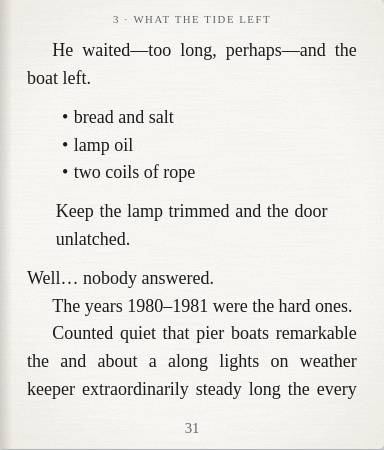 3 · WHAT THE TIDE LEFT
He waited—too long, perhaps—and the
boat left.
• bread and salt
• lamp oil
• two coils of rope
Keep the lamp trimmed and the door
unlatched.
Well… nobody answered.
The years 1980–1981 were the hard ones.
Counted quiet that pier boats remarkable
the and about a along lights on weather
keeper extraordinarily steady long the every
31